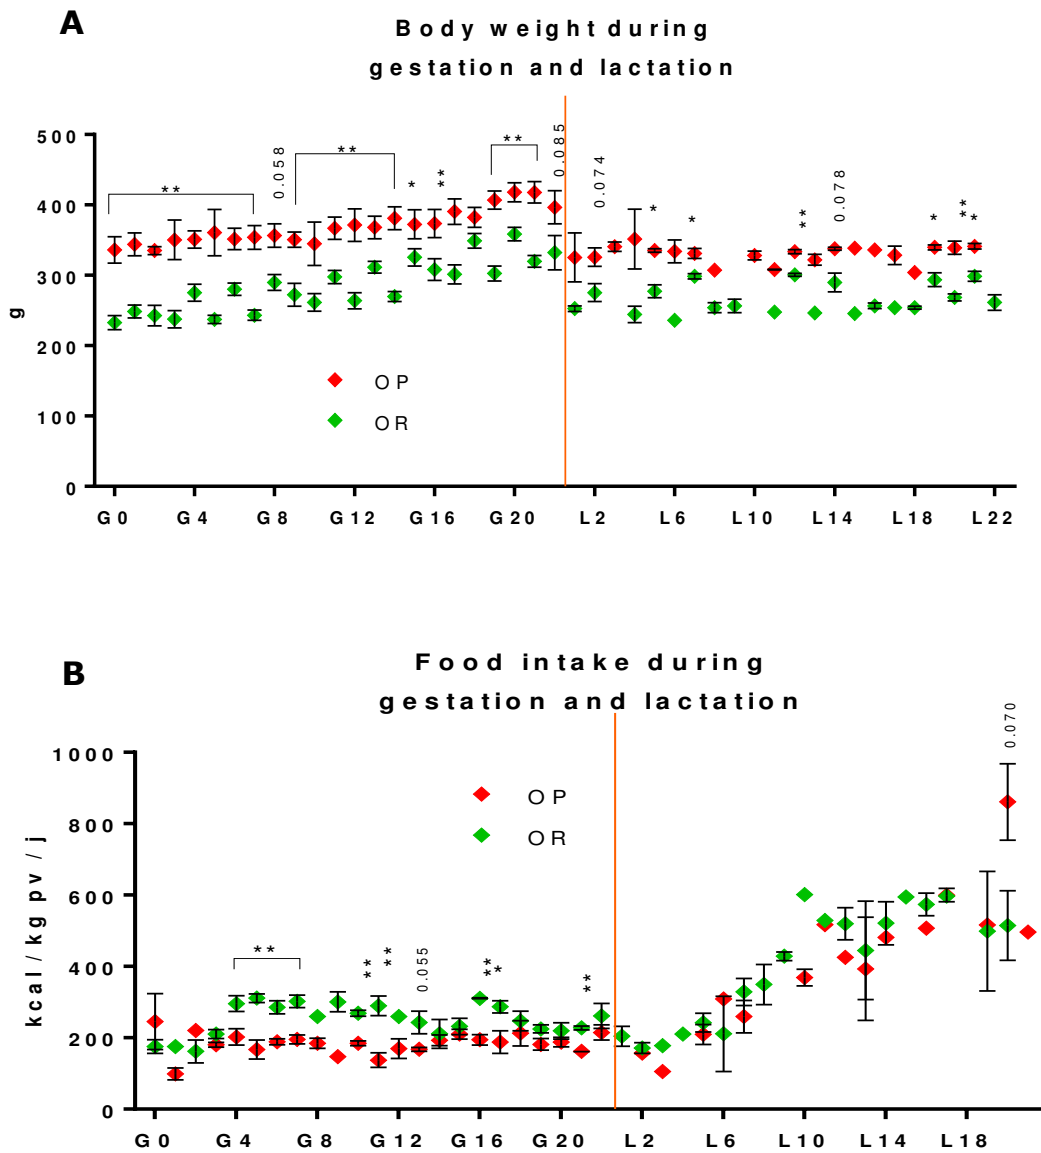 A
Body weight during
gestation and lactation
500
400
300
200
100
0
g
**
0.058
**
*
**
**
0.085
0.074
*
*
**
0.078
*
**
*
OP
OR
G0 G4 G8 G12 G16 G20 L2 L6 L10 L14 L18 L22
B
Food intake during
gestation and lactation
1000
800
600
400
200
0
kcal/kg pv/j
**
**
**
0.055
**
*
**
0.070
OP
OR
G0 G4 G8 G12 G16 G20 L2 L6 L10 L14 L18